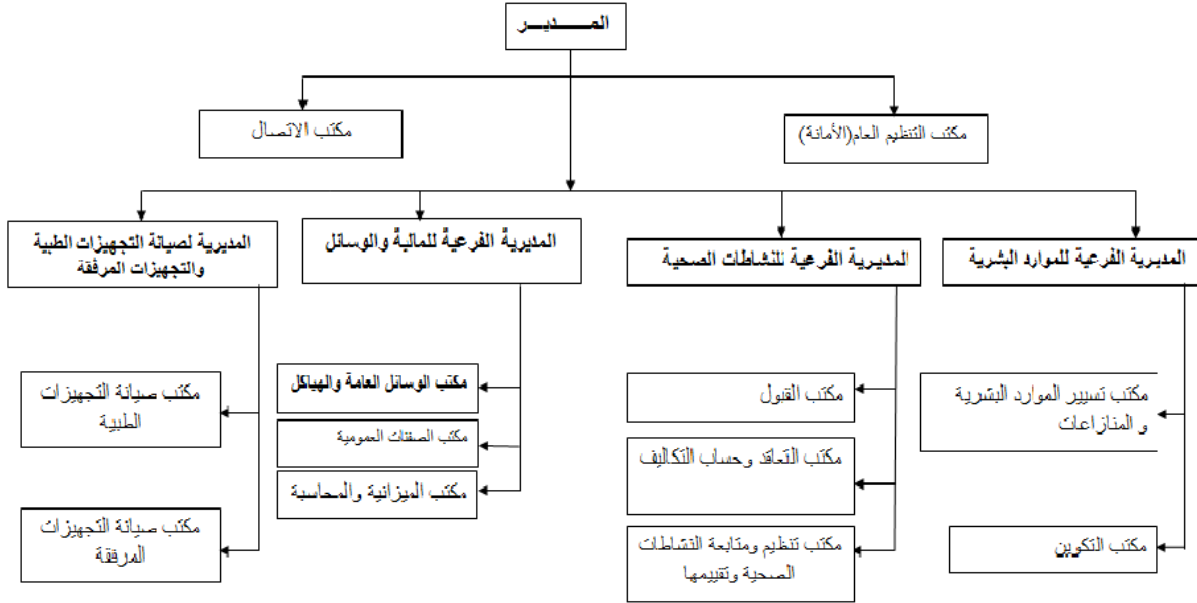 المـــــديـــر
مكتب التنظيم العام(الأمانة)
مكتب الاتصال
المديرية الفرعية للموارد البشرية
المديرية الفرعية للنشاطات الصحية
المديرية الفرعية للمالية والوسائل
المديرية لصيانة التجهيزات الطبية
والتجهيزات المرفقة
مكتب تسيير الموارد البشرية
و المنازاعات
مكتب التكوين
مكتب القبول
مكتب التعاقد وحساب التكاليف
مكتب تنظيم ومتابعة النشاطات
الصحية وتقييمها
مكتب الوسائل العامة والهياكل
مكتب الصفقات العمومية
مكتب الميزانية والمحاسبة
مكتب صيانة التجهيزات
الطبية
مكتب صيانة التجهيزات
المرفقة